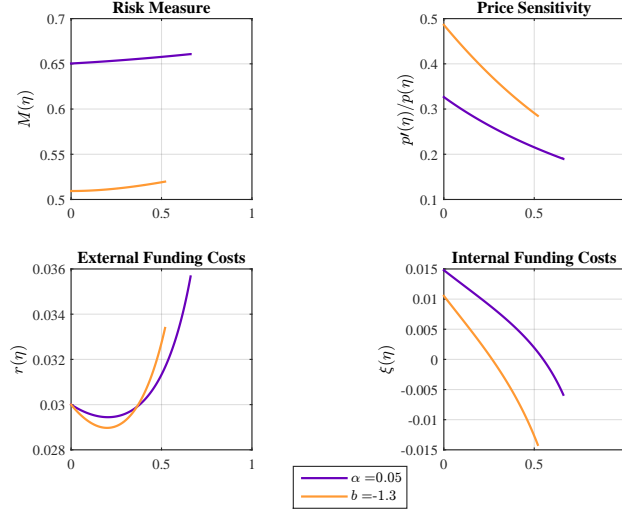 Risk Measure
0.7
0.65
0.6
0.55
0.5
M(η)
0 0.5 1
Price Sensitivity
0.5
0.4
0.3
0.2
0.1
p′(η)/p(η)
0 0.5
External Funding Costs
0.036
0.034
0.032
0.03
0.028
r(η)
0 0.5 1
Internal Funding Costs
0.015
0.01
0.005
0
-0.005
-0.01
-0.015
ξ(η)
0 0.5
α =0.05
b =-1.3